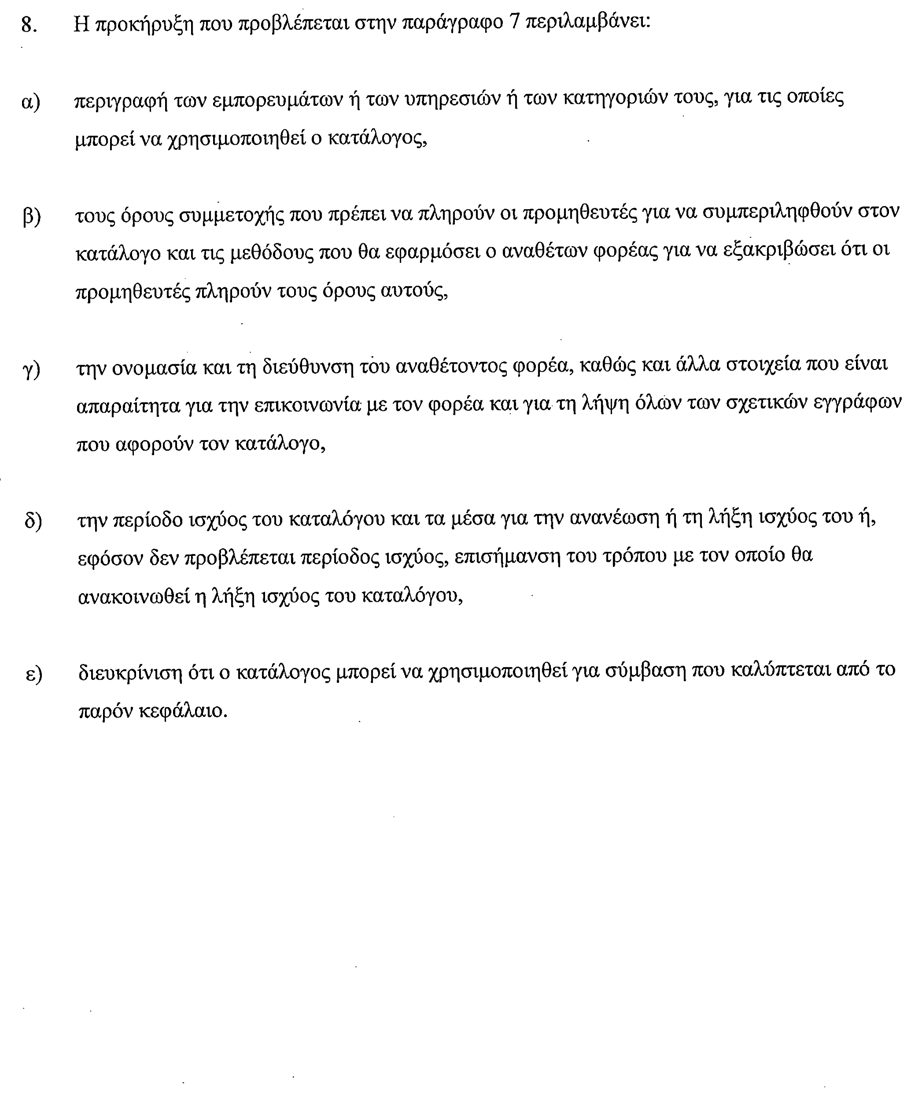 8. Η προκήρυξη που προβλέπεται στην παράγραφο 7 περιλαμβάνει:
α) περιγραφή των εμπορευμάτων ή των υπηρεσιών ή των κατηγοριών τους, για τις οποίες
μπορεί να χρησιμοποιηθεί ο κατάλογος,
β) τους όρους συμμετοχής που πρέπει να πληρούν οι προμηθευτές για να συμπεριληφθούν στον
κατάλογο και τις μεθόδους που θα εφαρμόσει ο αναθέτων φορέας για να εξακριβώσει ότι οι
προμηθευτές πληρούν τους όρους αυτούς,
γ) την ονομασία και τη διεύθυνση του αναθέτοντος φορέα, καθώς και άλλα στοιχεία που είναι
απαραίτητα για την επικοινωνία με τον φορέα και για τη λήψη όλων των σχετικών εγγράφων
που αφορούν τον κατάλογο,
δ) την περίοδο ισχύος του καταλόγου και τα μέσα για την ανανέωση ή τη λήξη ισχύος του ή,
εφόσον δεν προβλέπεται περίοδος ισχύος, επισήμανση του τρόπου με τον οποίο θα
ανακοινωθεί η λήξη ισχύος του καταλόγου,
ε) διευκρίνιση ότι ο κατάλογος μπορεί να χρησιμοποιηθεί για σύμβαση που καλύπτεται από το
παρόν κεφάλαιο.